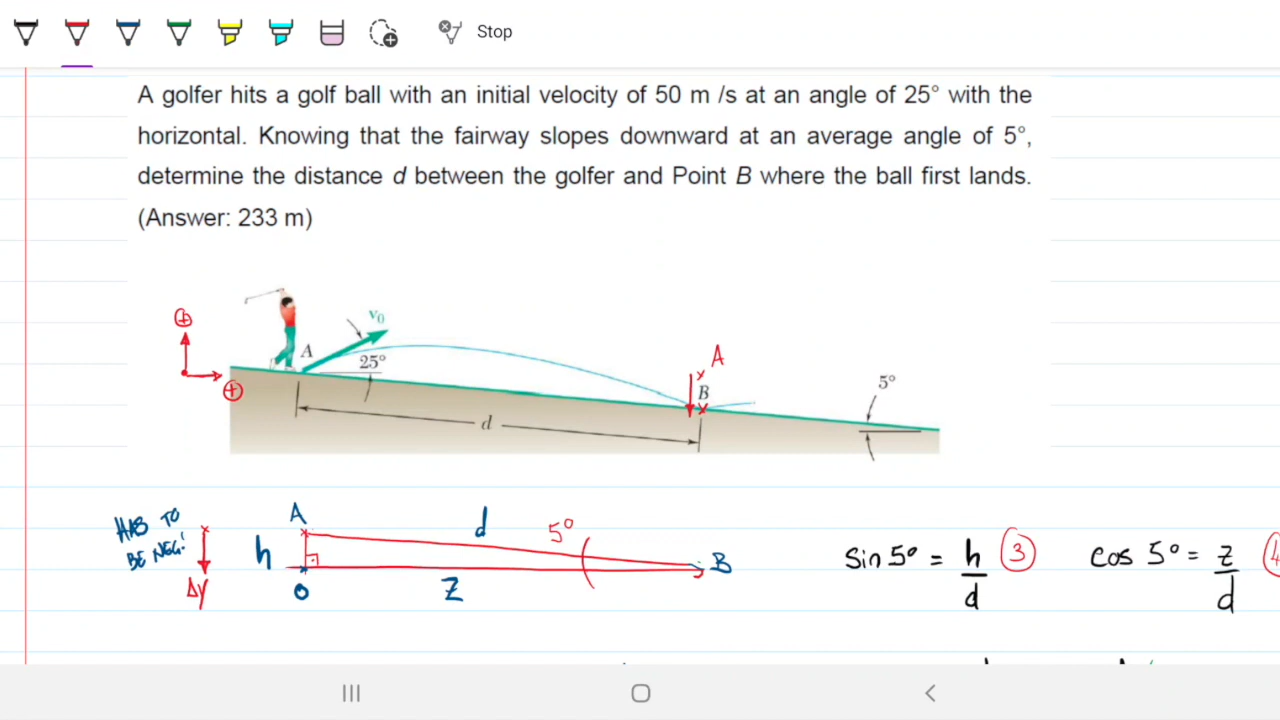 Stop
A golfer hits a golf ball with an initial velocity of 50 m /s at an angle of 25° with the
horizontal. Knowing that the fairway slopes downward at an average angle of 5°,
determine the distance d between the golfer and Point B where the ball first lands.
(Answer: 233 m)
+
v0
A
25°
+
A
B
5°
d
HAS TO
BE NEG!
Δy
A
h
O
d
5°
z
B
sin 5° = h/d
3
cos 5° = z/d